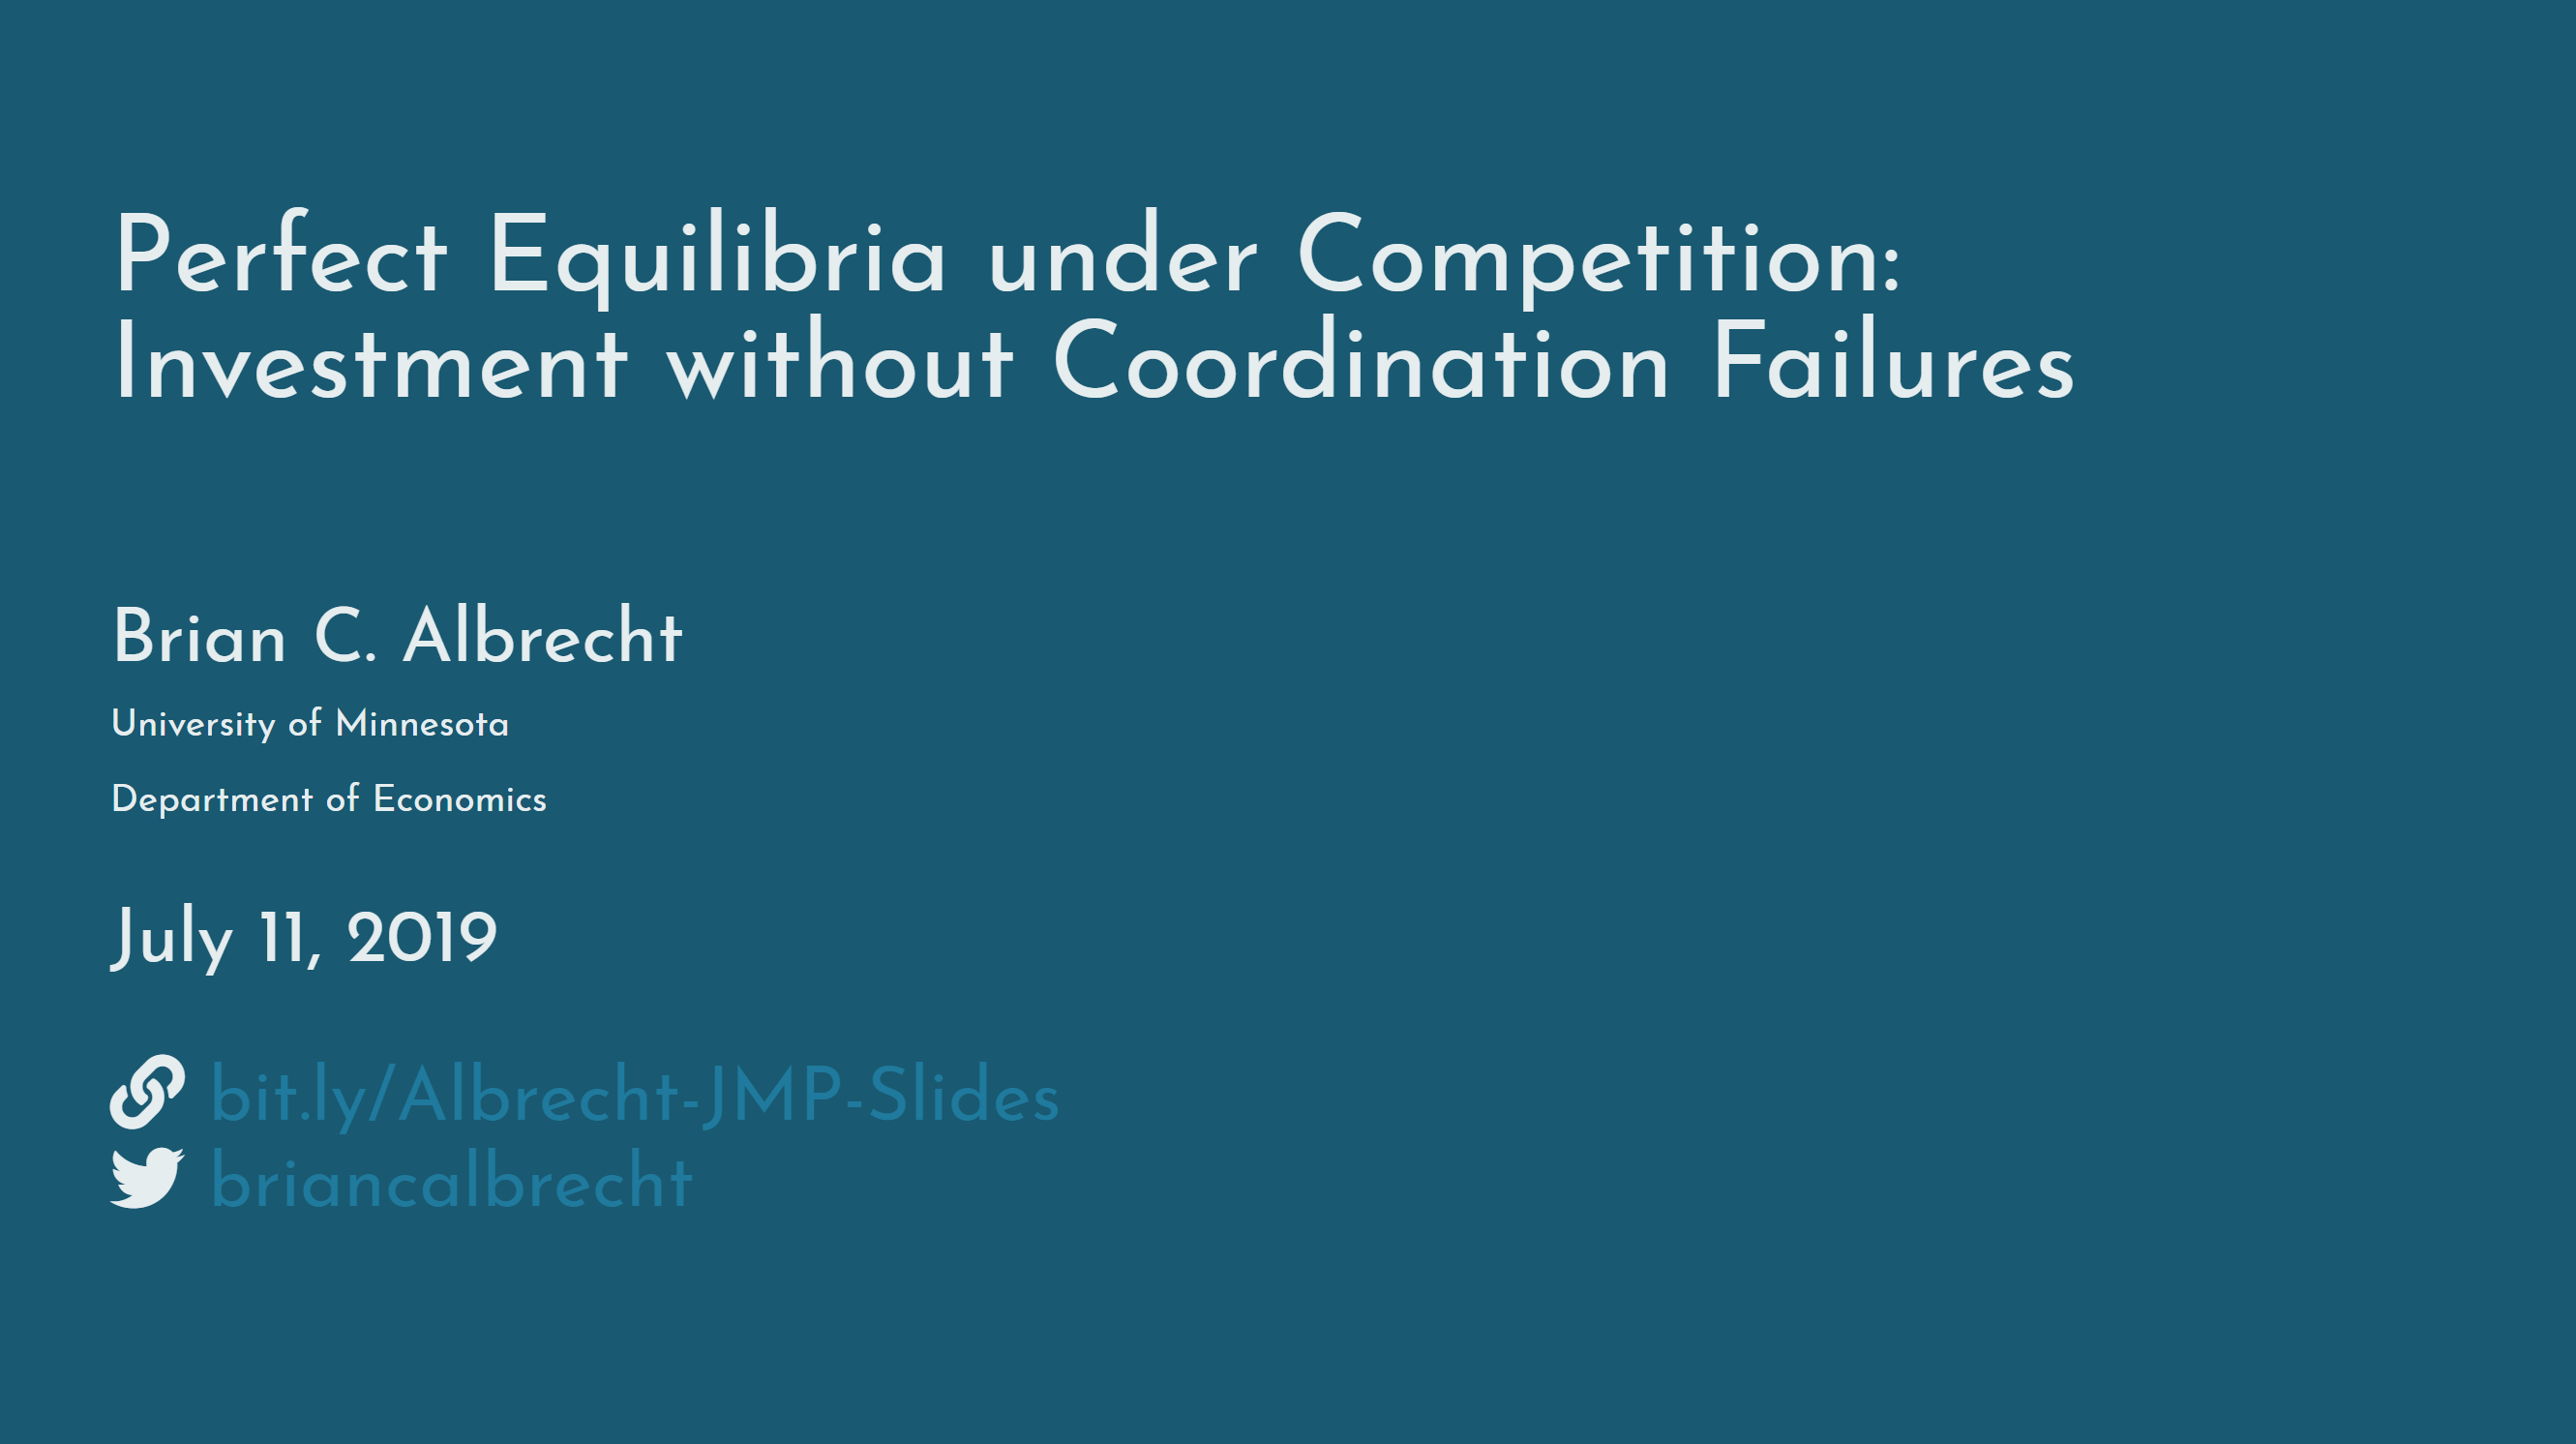 Perfect Equilibria under Competition:
Investment without Coordination Failures
Brian C. Albrecht
University of Minnesota
Department of Economics
July 11, 2019
bit.ly/Albrecht-JMP-Slides
briancalbrecht